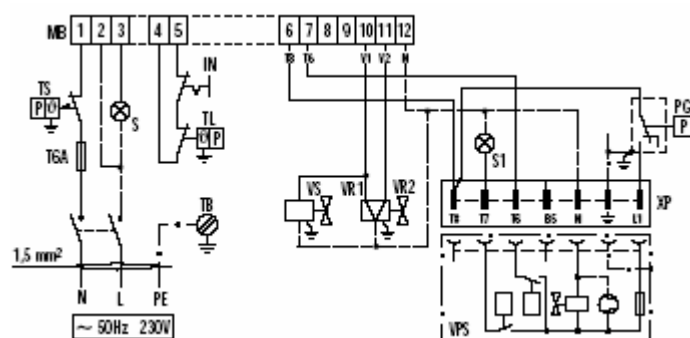 MB 1 2 3 4 5 6 7 8 9 10 11 12
T8 T6 V1 V2 N
IN
TS
P
S
TL
P
PG
P
T6A
S1
VS VR1 VR2
XP
TB
T8 T7 T6 B5 N L1
1,5 mm²
N L PE
VPS
~ 50Hz 230V